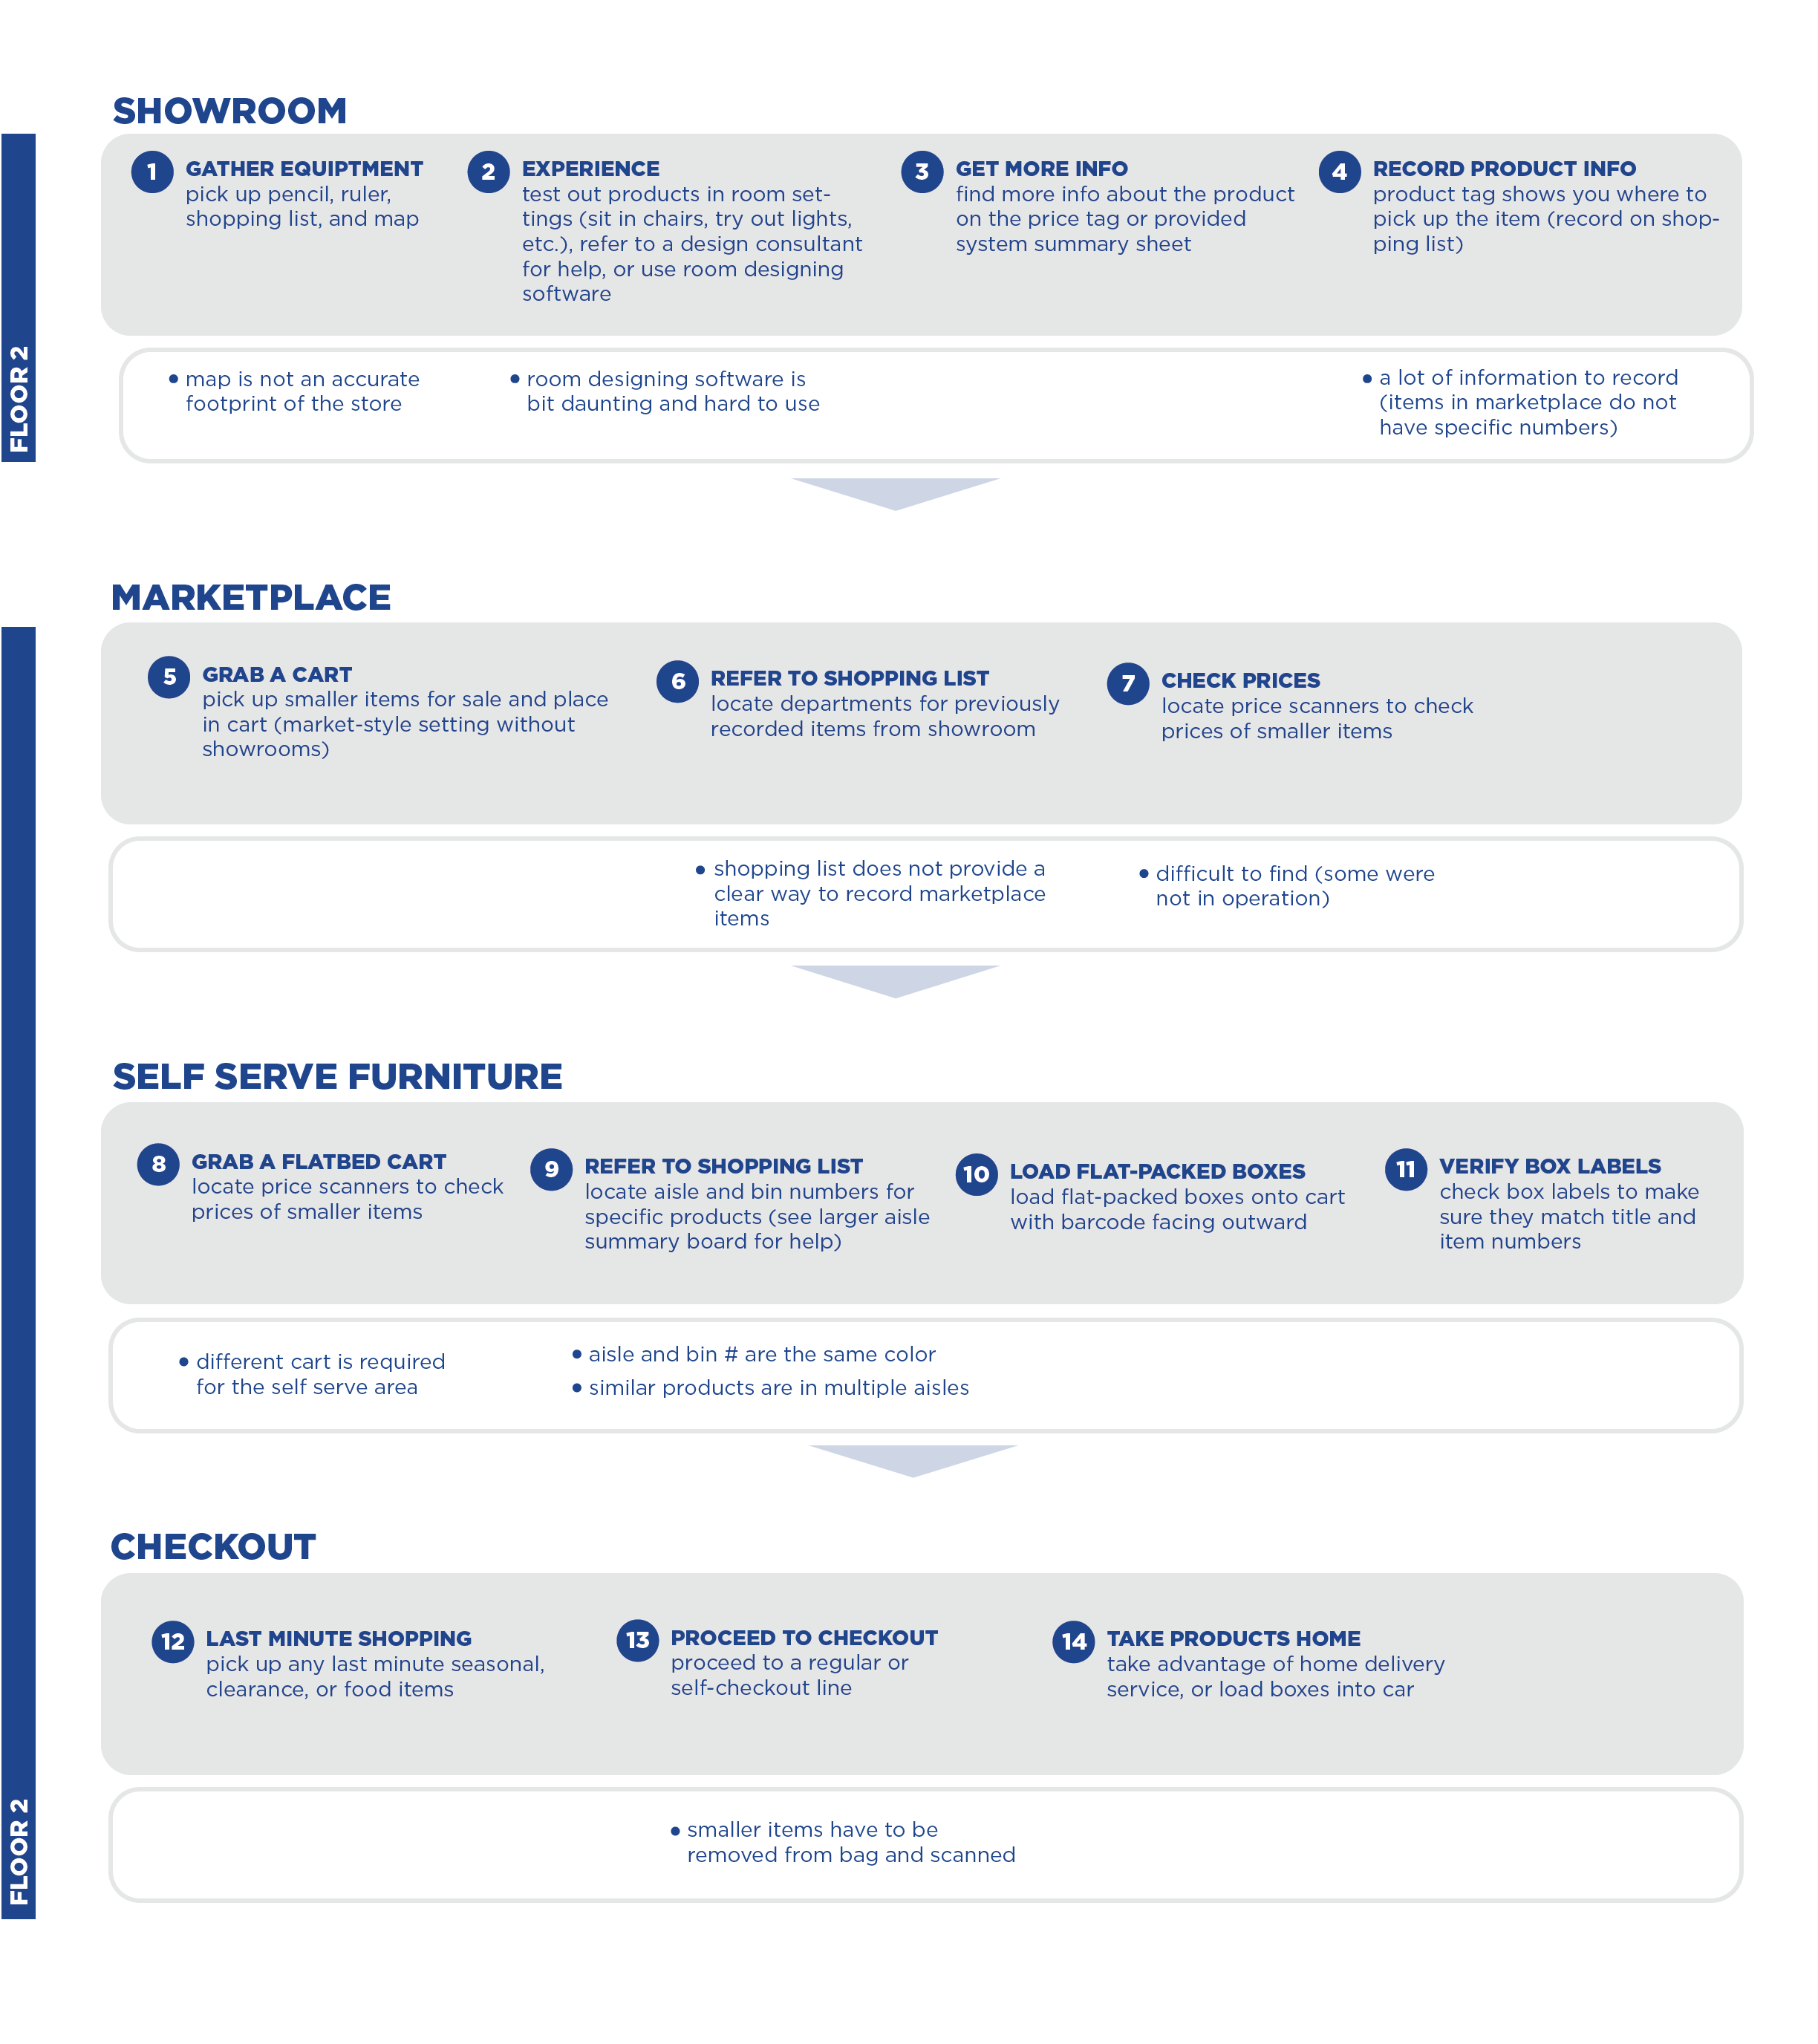 SHOWROOM
FLOOR 2
1
GATHER EQUIPTMENT
pick up pencil, ruler,
shopping list, and map
2
EXPERIENCE
test out products in room set-
tings (sit in chairs, try out lights,
etc.), refer to a design consultant
for help, or use room designing
software
3
GET MORE INFO
find more info about the product
on the price tag or provided
system summary sheet
4
RECORD PRODUCT INFO
product tag shows you where to
pick up the item (record on shop-
ping list)
• map is not an accurate
footprint of the store
• room designing software is
bit daunting and hard to use
• a lot of information to record
(items in marketplace do not
have specific numbers)
MARKETPLACE
5
GRAB A CART
pick up smaller items for sale and place
in cart (market-style setting without
showrooms)
6
REFER TO SHOPPING LIST
locate departments for previously
recorded items from showroom
7
CHECK PRICES
locate price scanners to check
prices of smaller items
• shopping list does not provide a
clear way to record marketplace
items
• difficult to find (some were
not in operation)
SELF SERVE FURNITURE
8
GRAB A FLATBED CART
locate price scanners to check
prices of smaller items
9
REFER TO SHOPPING LIST
locate aisle and bin numbers for
specific products (see larger aisle
summary board for help)
10
LOAD FLAT-PACKED BOXES
load flat-packed boxes onto cart
with barcode facing outward
11
VERIFY BOX LABELS
check box labels to make
sure they match title and
item numbers
• different cart is required
for the self serve area
• aisle and bin # are the same color
• similar products are in multiple aisles
CHECKOUT
12
LAST MINUTE SHOPPING
pick up any last minute seasonal,
clearance, or food items
13
PROCEED TO CHECKOUT
proceed to a regular or
self-checkout line
14
TAKE PRODUCTS HOME
take advantage of home delivery
service, or load boxes into car
• smaller items have to be
removed from bag and scanned
FLOOR 2